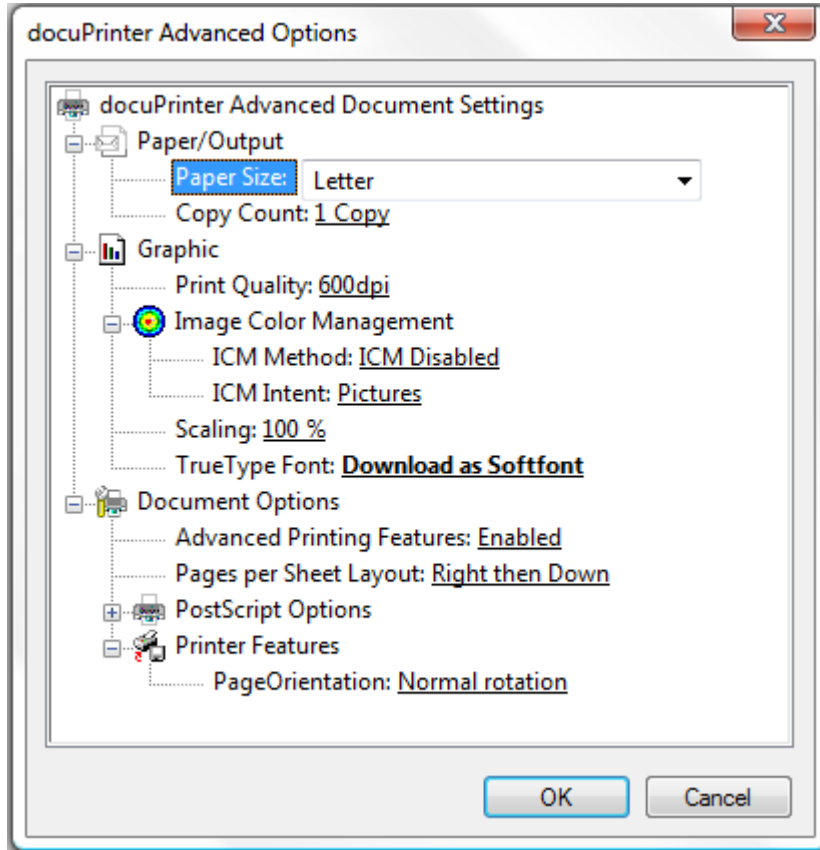 docuPrinter Advanced Options
docuPrinter Advanced Document Settings
Paper/Output
Paper Size: Letter
Copy Count: 1 Copy
Graphic
Print Quality: 600dpi
Image Color Management
ICM Method: ICM Disabled
ICM Intent: Pictures
Scaling: 100 %
TrueType Font: Download as Softfont
Document Options
Advanced Printing Features: Enabled
Pages per Sheet Layout: Right then Down
PostScript Options
Printer Features
PageOrientation: Normal rotation
OK Cancel